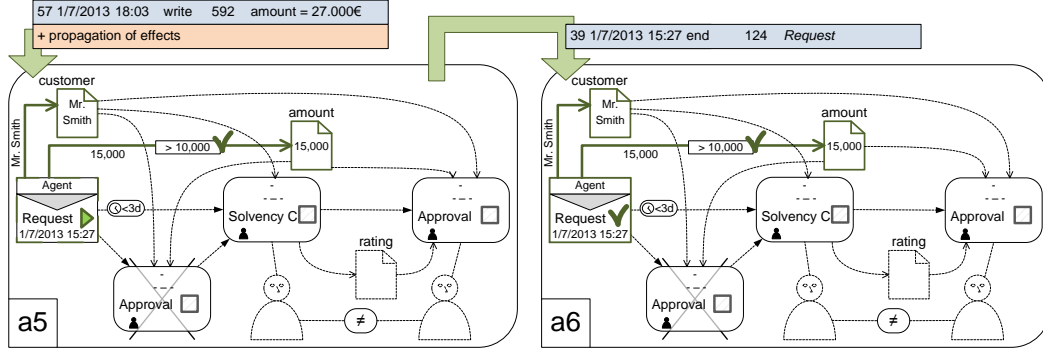 57 1/7/2013 18:03 write 592 amount = 27.000€
+ propagation of effects
39 1/7/2013 15:27 end 124 Request
customer
Mr.
Smith
amount
Mr. Smith
15,000
> 10,000
15,000
Agent
Request
1/7/2013 15:27
<3d
Solvency C
Approval
rating
Approval
≠
a5
customer
Mr.
Smith
amount
Mr. Smith
15,000
> 10,000
15,000
Agent
Request
1/7/2013 15:27
<3d
Solvency C
Approval
rating
Approval
≠
a6